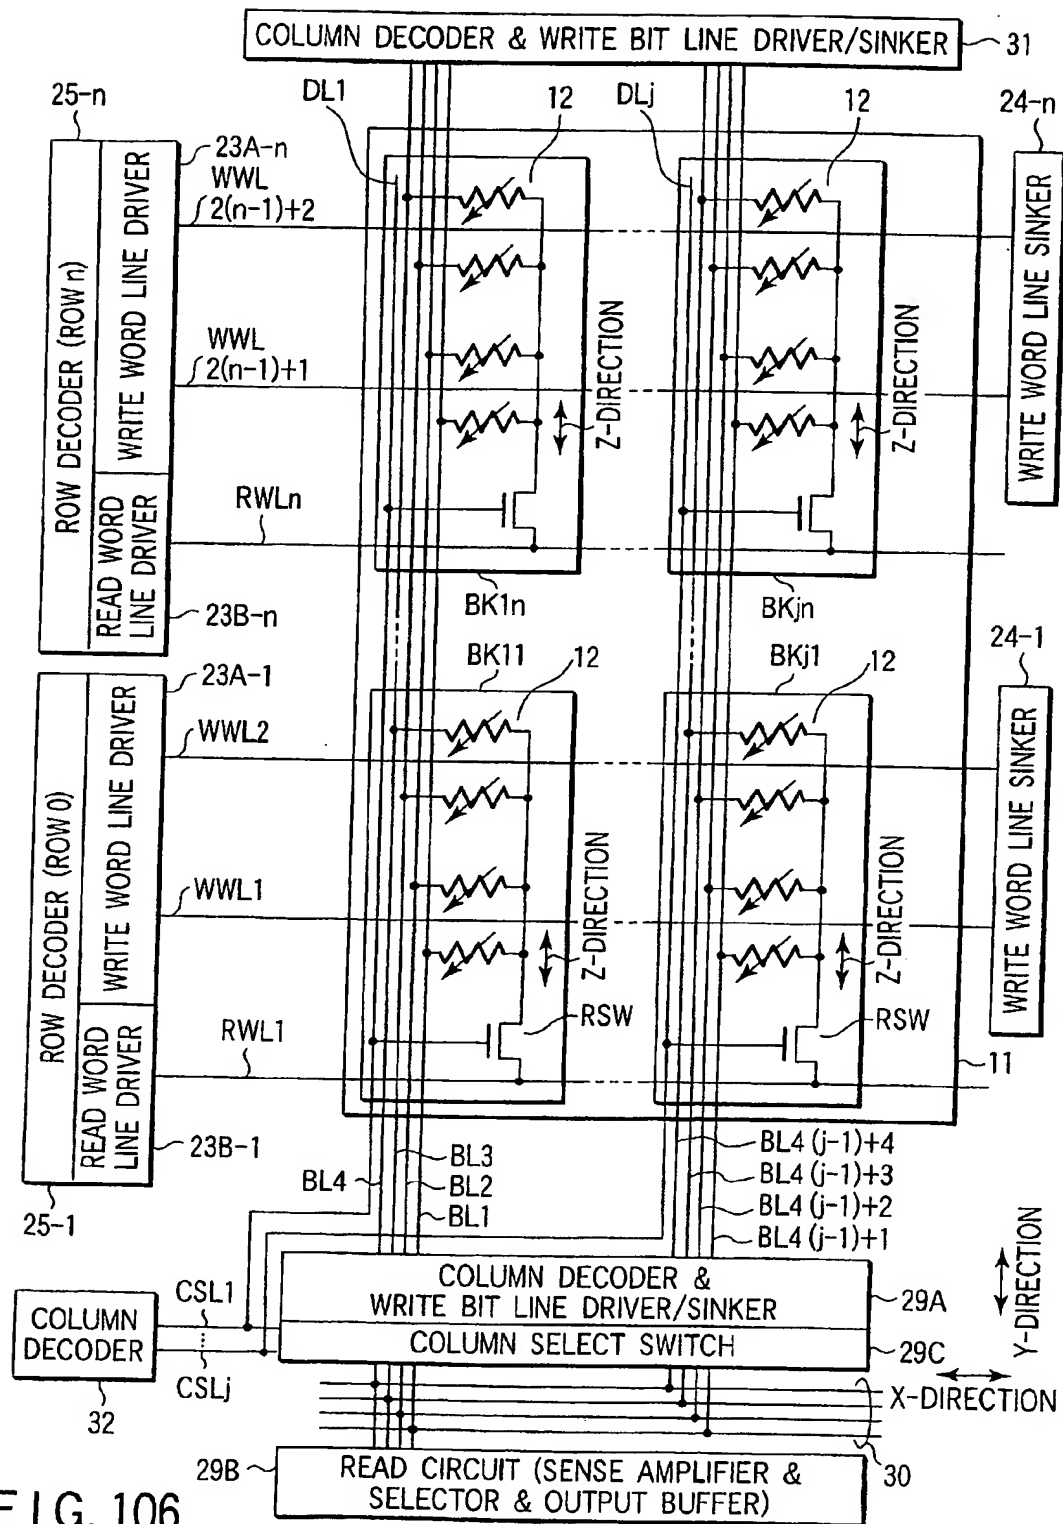 COLUMN DECODER & WRITE BIT LINE DRIVER/SINKER
31
25-n
DL1
12
DLj
12
24-n
23A-n
WWL
2(n-1)+2
ROW DECODER (ROW n)
WRITE WORD LINE DRIVER
READ WORD
LINE DRIVER
WWL
2(n-1)+1
Z-DIRECTION
Z-DIRECTION
WRITE WORD LINE SINKER
RWLn
23B-n
BK1n
BKjn
23A-1
BK11
12
BKj1
12
24-1
WWL2
ROW DECODER (ROW 0)
WRITE WORD LINE DRIVER
READ WORD
LINE DRIVER
WWL1
Z-DIRECTION
Z-DIRECTION
WRITE WORD LINE SINKER
RWL1
RSW
RSW
11
23B-1
25-1
BL4
BL3
BL2
BL1
BL4 (j-1)+4
BL4 (j-1)+3
BL4 (j-1)+2
BL4 (j-1)+1
COLUMN DECODER &
WRITE BIT LINE DRIVER/SINKER
29A
COLUMN SELECT SWITCH
29C
Y-DIRECTION
X-DIRECTION
COLUMN
DECODER
CSL1
CSLj
32
30
29B
READ CIRCUIT (SENSE AMPLIFIER &
SELECTOR & OUTPUT BUFFER)
FIG. 106